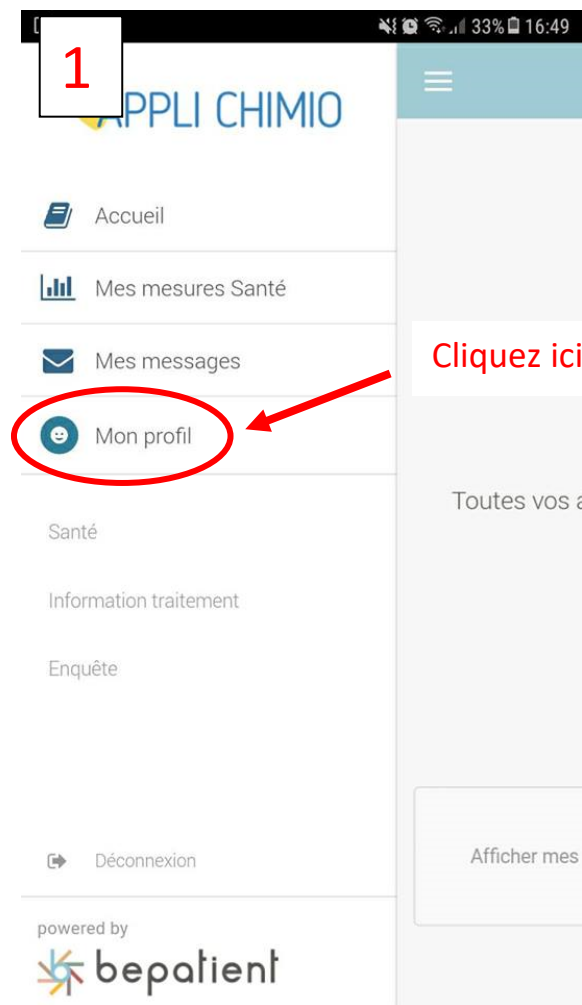 33% 16:49
1
APPLI CHIMIO
Accueil
Mes mesures Santé
Mes messages
Cliquez ici
Mon profil
Toutes vos a
Santé
Information traitement
Enquête
Afficher mes
Déconnexion
powered by
bepatient